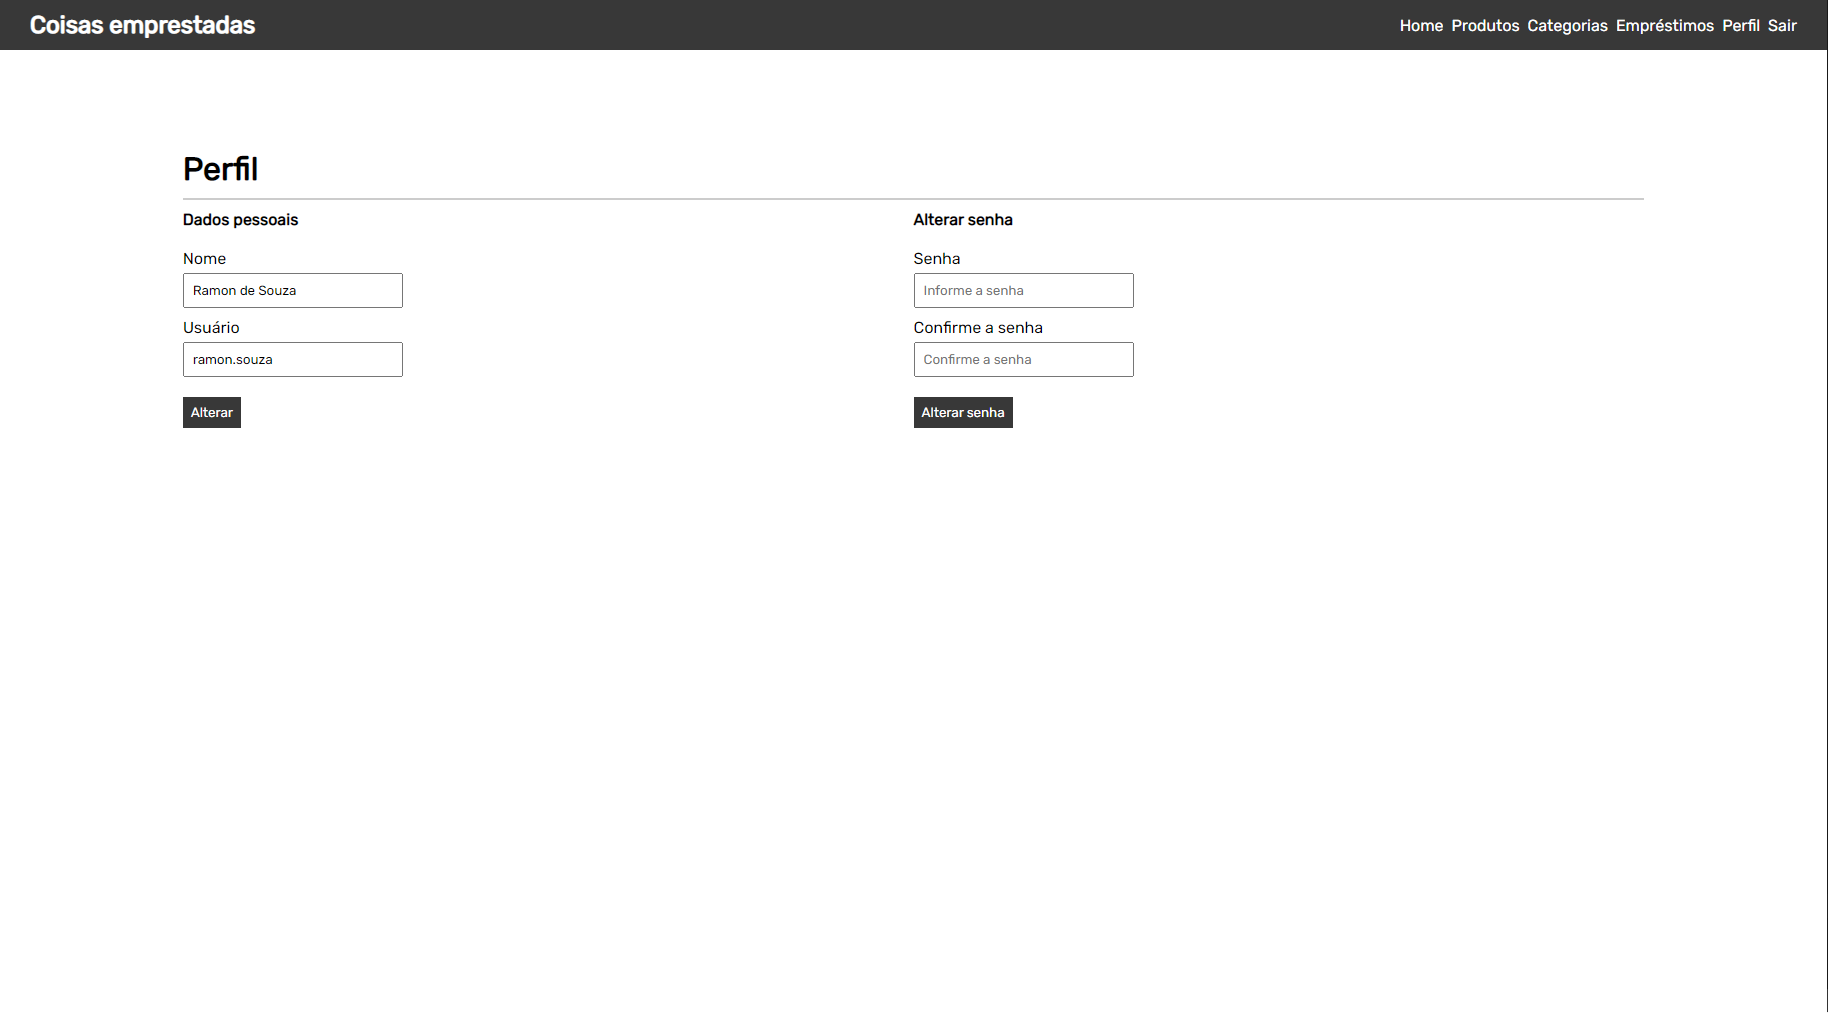 Coisas emprestadas
Home Produtos Categorias Empréstimos Perfil Sair
Perfil
Dados pessoais
Nome
Ramon de Souza
Usuário
ramon.souza
Alterar
Alterar senha
Senha
Informe a senha
Confirme a senha
Confirme a senha
Alterar senha